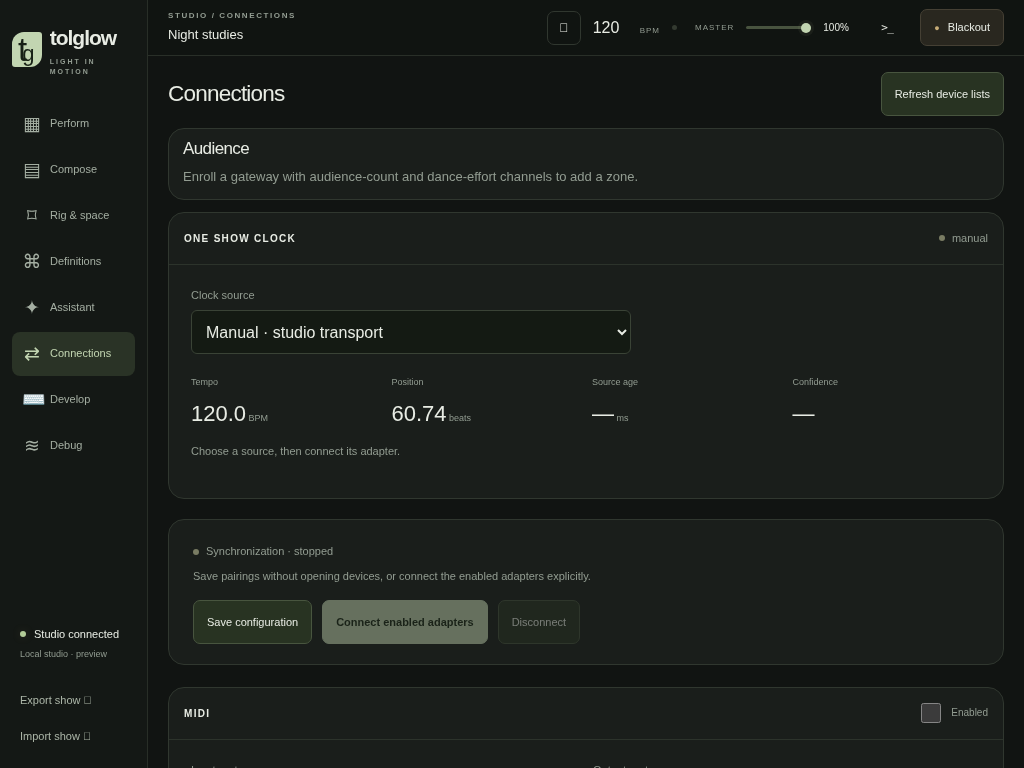 tg
tolglow
LIGHT IN
MOTION
Perform
Compose
Rig & space
Definitions
Assistant
Connections
Develop
Debug
Studio connected
Local studio · preview
Export show
Import show
STUDIO / CONNECTIONS
Night studies
120 BPM
MASTER 100%
>_
Blackout
Connections
Refresh device lists
Audience
Enroll a gateway with audience-count and dance-effort channels to add a zone.
ONE SHOW CLOCK
manual
Clock source
Manual · studio transport
Tempo Position Source age Confidence
120.0 BPM 60.74 beats — ms —
Choose a source, then connect its adapter.
Synchronization · stopped
Save pairings without opening devices, or connect the enabled adapters explicitly.
Save configuration Connect enabled adapters Disconnect
MIDI
Enabled